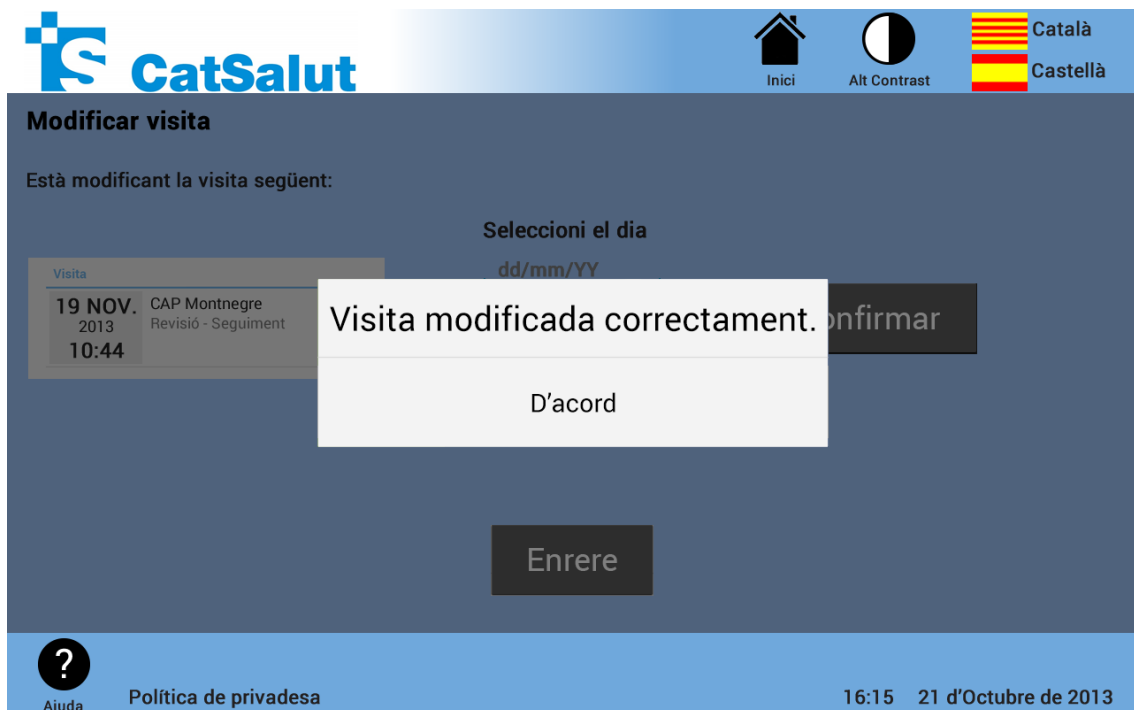 CatSalut
Inici
Alt Contrast
Català
Castellà
Modificar visita
Està modificant la visita següent:
Seleccioni el dia
dd/mm/YY
Visita
19 NOV.
2013
10:44
CAP Montnegre
Revisió - Seguiment
Visita modificada correctament.
onfirmar
D'acord
Enrere
?
Ajuda
Política de privadesa
16:15 21 d'Octubre de 2013